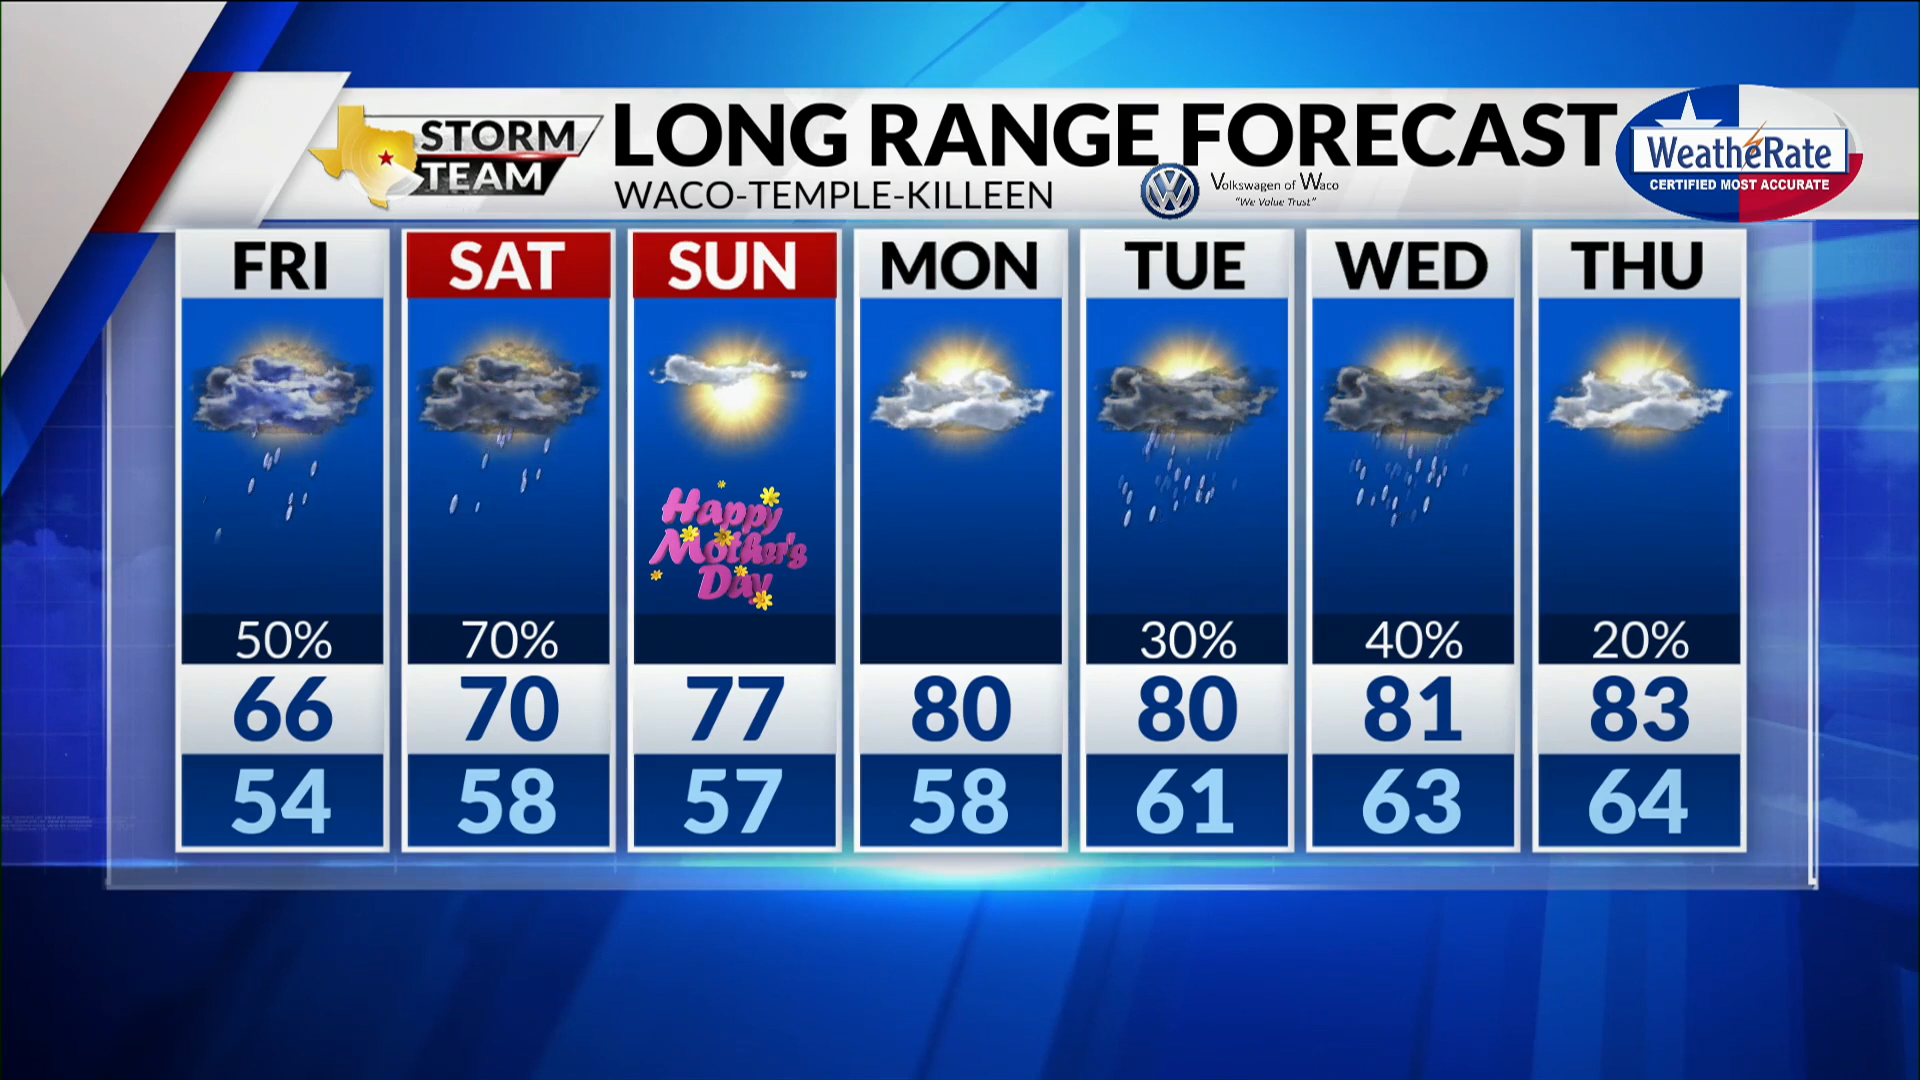 STORM
TEAM
LONG RANGE FORECAST
WACO-TEMPLE-KILLEEN
Volkswagen of Waco
"We Value Trust"
WeatheRate
CERTIFIED MOST ACCURATE
FRI SAT SUN MON TUE WED THU
Happy
Mother's
Day
50% 70% 30% 40% 20%
66 70 77 80 80 81 83
54 58 57 58 61 63 64